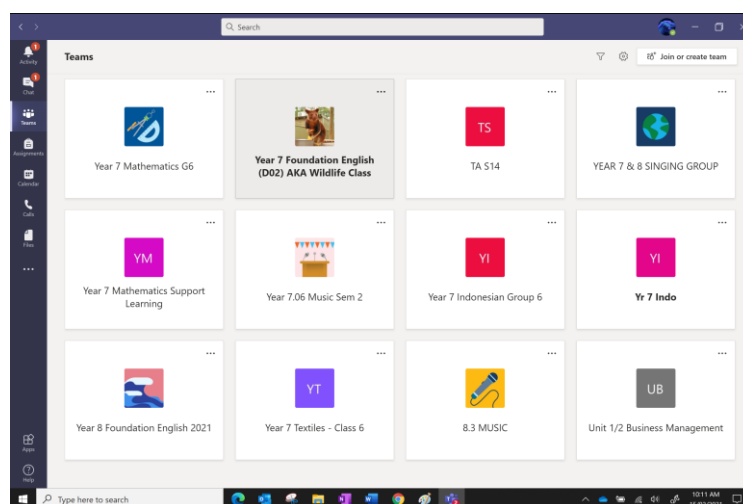 Search
1
Activity
Teams
Join or create team
1
Chat
Teams
Assignments
Calendar
Calls
Files
Year 7 Mathematics G6
Year 7 Foundation English
(D02) AKA Wildlife Class
TS
TA S14
YEAR 7 & 8 SINGING GROUP
YM
Year 7 Mathematics Support
Learning
Year 7.06 Music Sem 2
YI
Year 7 Indonesian Group 6
YI
Yr 7 Indo
Year 8 Foundation English 2021
YT
Year 7 Textiles - Class 6
8.3 MUSIC
UB
Unit 1/2 Business Management
Apps
Help
Type here to search
10:11 AM